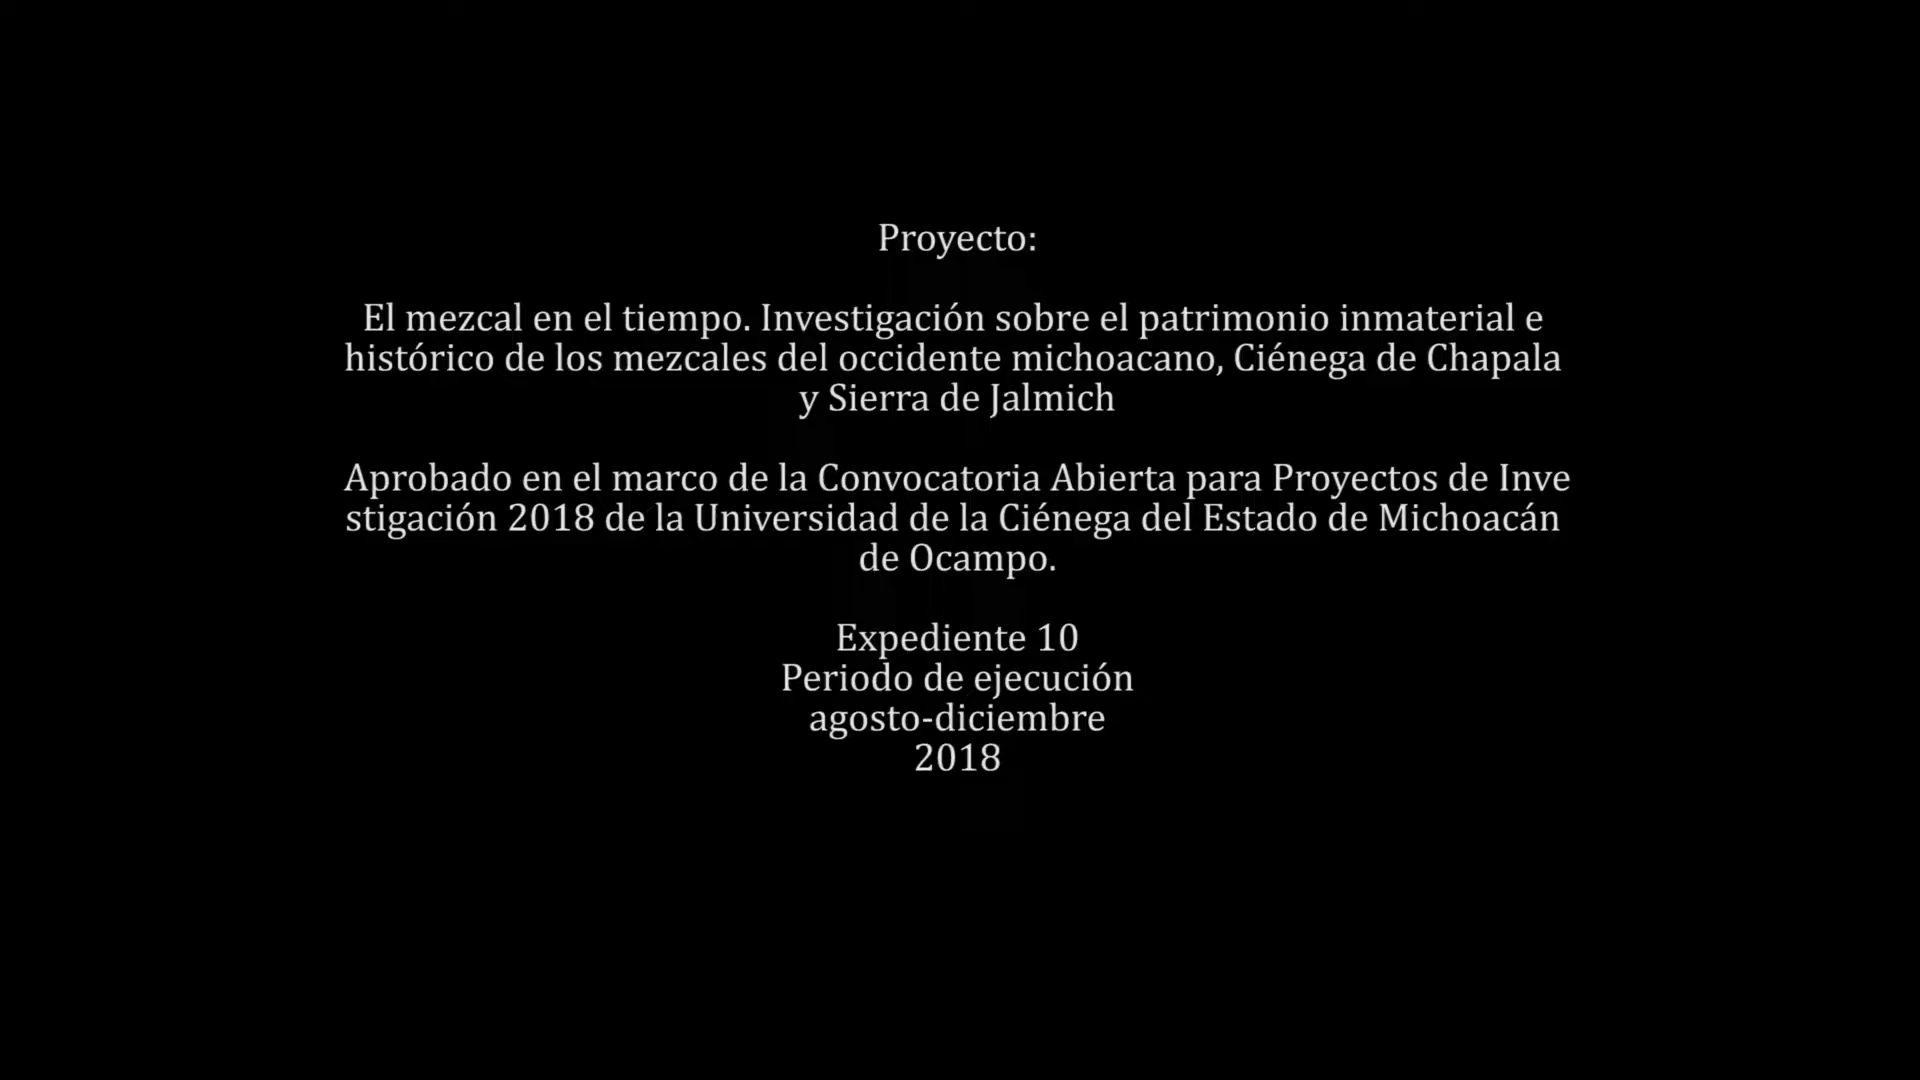 Proyecto:
El mezcal en el tiempo. Investigación sobre el patrimonio inmaterial e
histórico de los mezcales del occidente michoacano, Ciénega de Chapala
y Sierra de Jalmich
Aprobado en el marco de la Convocatoria Abierta para Proyectos de Inve
stigación 2018 de la Universidad de la Ciénega del Estado de Michoacán
de Ocampo.
Expediente 10
Periodo de ejecución
agosto-diciembre
2018